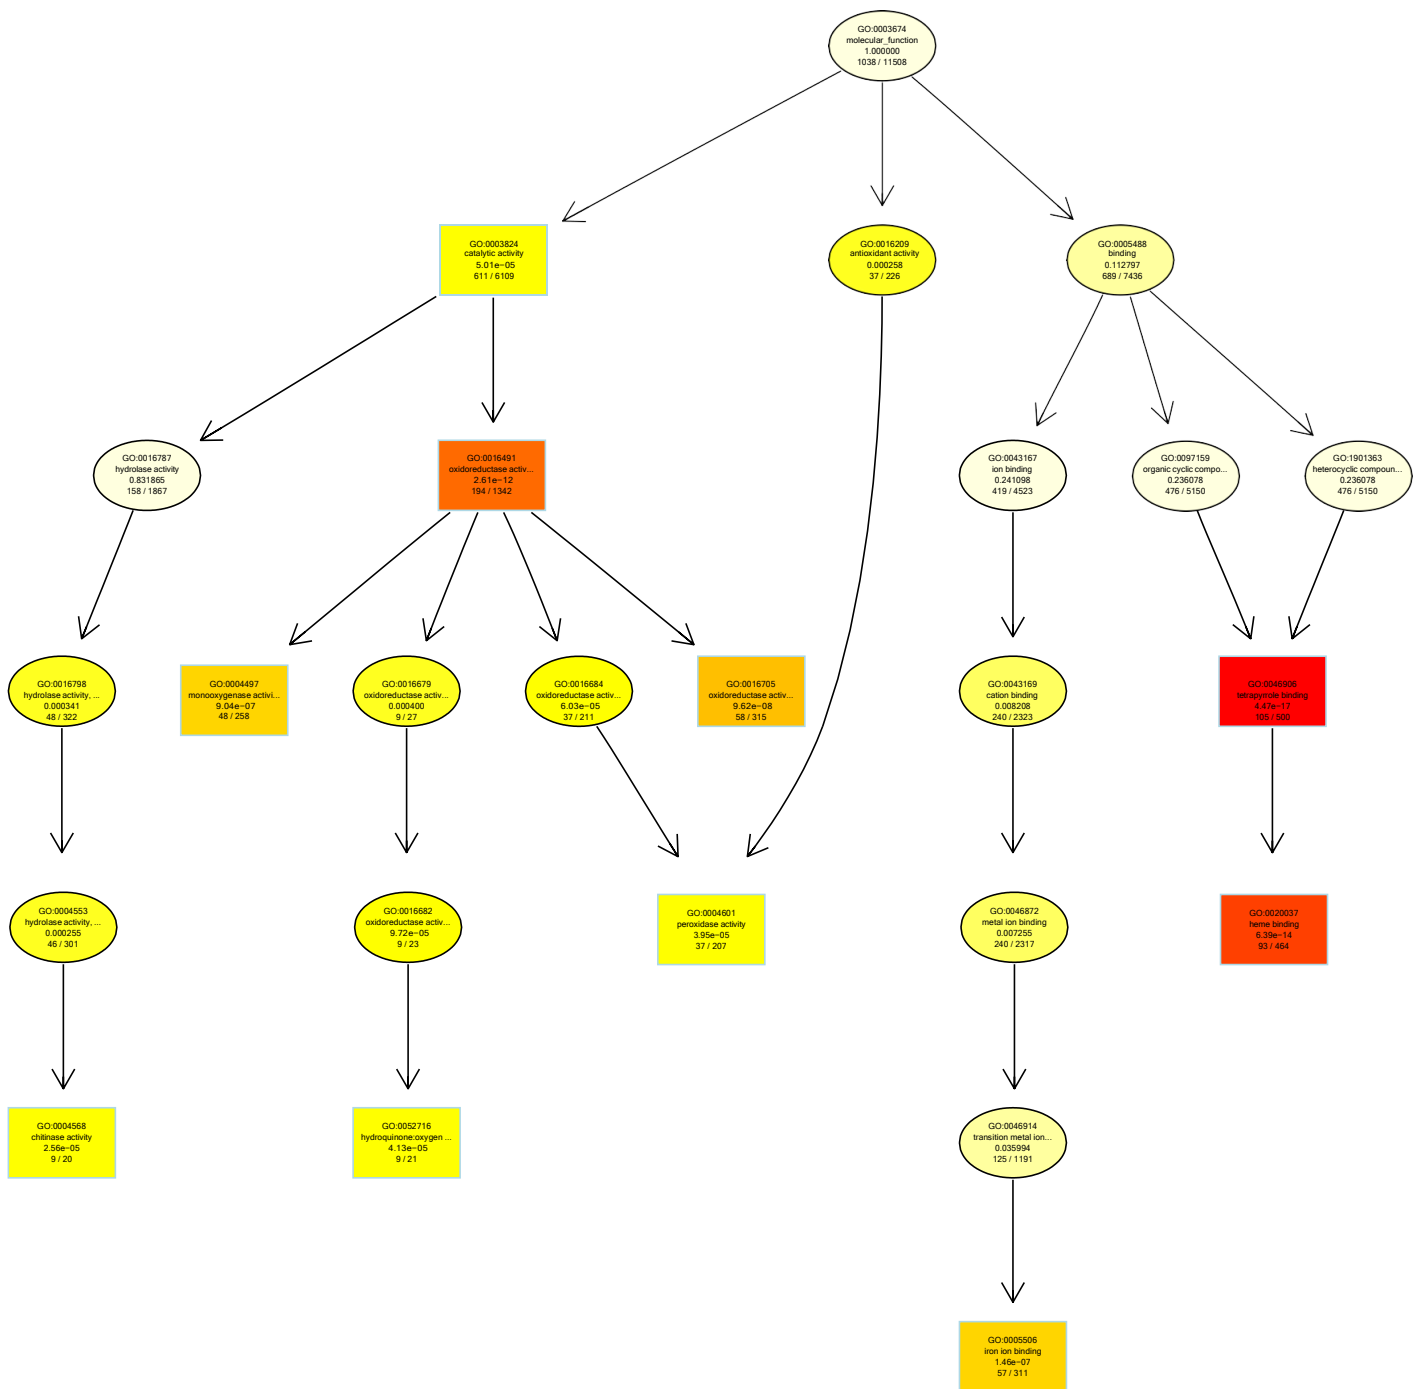 GO:0003674
molecular_function
1.000000
1038 / 11508
GO:0003824
catalytic activity
5.01e−05
611 / 6109
GO:0016209
antioxidant activity
0.000258
37 / 226
GO:0005488
binding
0.112797
689 / 7436
GO:0016787
hydrolase activity
0.831865
158 / 1867
GO:0016491
oxidoreductase activ...
2.61e−12
194 / 1342
GO:0043167
ion binding
0.241098
419 / 4523
GO:0097159
organic cyclic compo...
0.236078
476 / 5150
GO:1901363
heterocyclic compoun...
0.236078
476 / 5150
GO:0016798
hydrolase activity, ...
0.000341
48 / 322
GO:0004497
monooxygenase activi...
9.04e−07
48 / 258
GO:0016679
oxidoreductase activ...
0.000400
9 / 27
GO:0016684
oxidoreductase activ...
6.03e−05
37 / 211
GO:0016705
oxidoreductase activ...
9.62e−08
58 / 315
GO:0043169
cation binding
0.008208
240 / 2323
GO:0046906
tetrapyrrole binding
4.47e−17
105 / 500
GO:0004553
hydrolase activity, ...
0.000255
46 / 301
GO:0016682
oxidoreductase activ...
9.72e−05
9 / 23
GO:0004601
peroxidase activity
3.95e−05
37 / 207
GO:0046872
metal ion binding
0.007255
240 / 2317
GO:0020037
heme binding
6.39e−14
93 / 464
GO:0004568
chitinase activity
2.56e−05
9 / 20
GO:0052716
hydroquinone:oxygen ...
4.13e−05
9 / 21
GO:0046914
transition metal ion...
0.035994
125 / 1191
GO:0005506
iron ion binding
1.46e−07
57 / 311